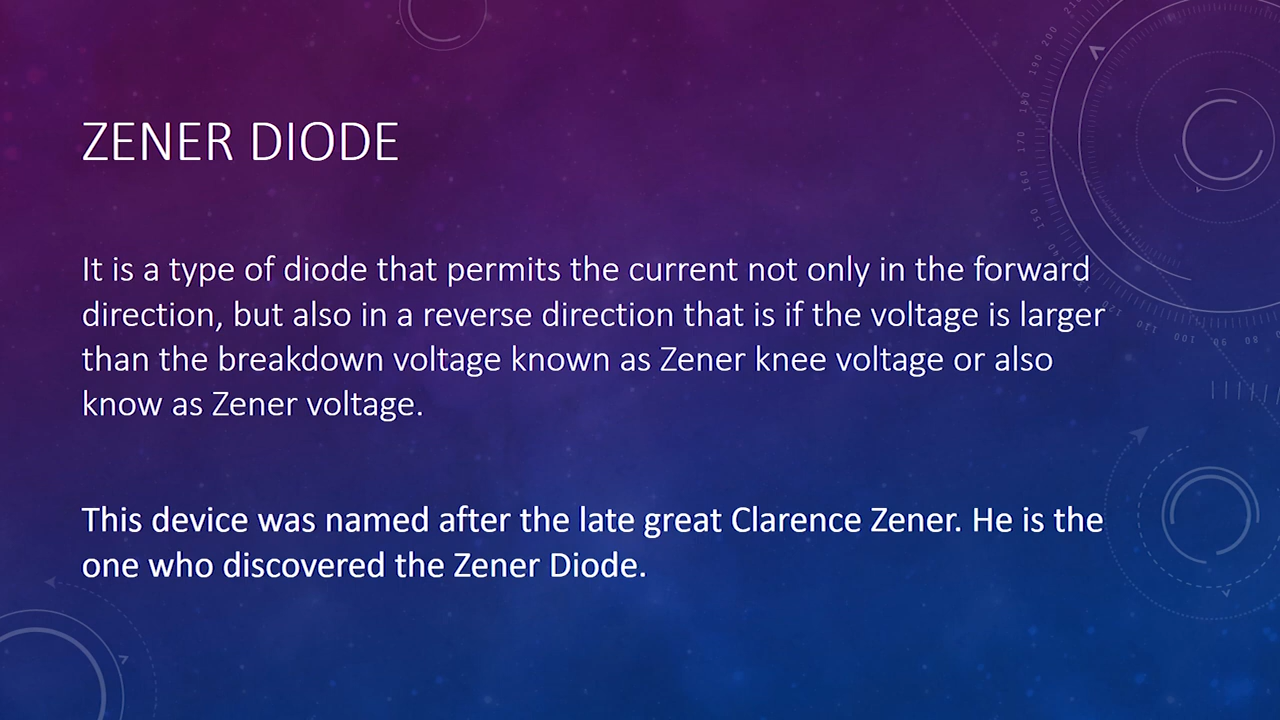 ZENER DIODE
It is a type of diode that permits the current not only in the forward
direction, but also in a reverse direction that is if the voltage is larger
than the breakdown voltage known as Zener knee voltage or also
know as Zener voltage.
This device was named after the late great Clarence Zener. He is the
one who discovered the Zener Diode.